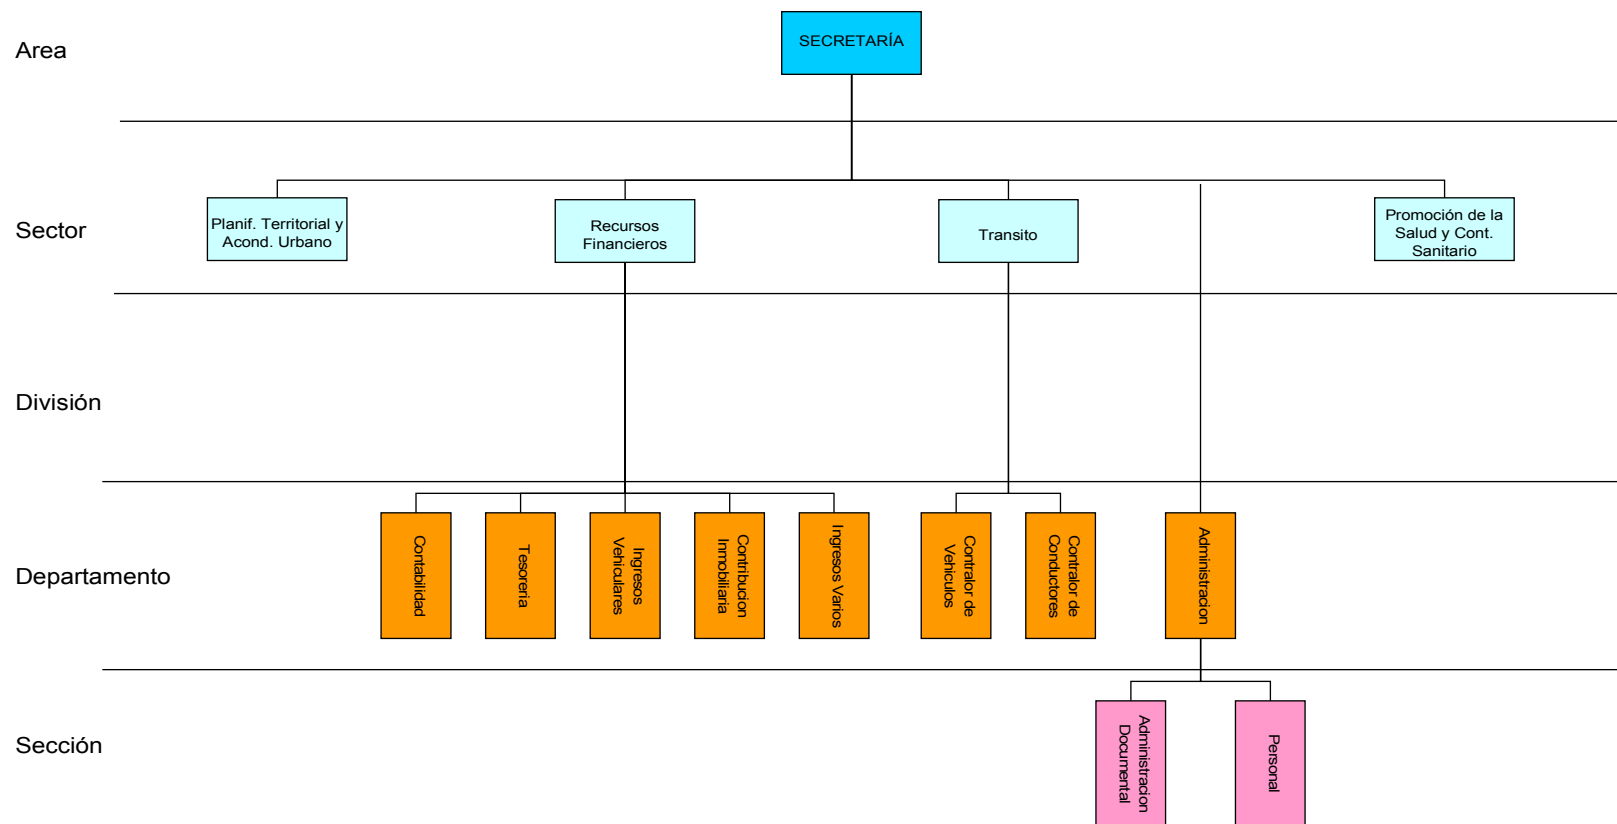 Area
SECRETARÍA
Sector
Planif. Territorial y
Acond. Urbano
Recursos
Financieros
Transito
Promoción de la
Salud y Cont.
Sanitario
División
Departamento
Contabilidad
Tesoreria
Ingresos
Vehiculares
Contribucion
Inmobiliaria
Ingresos Varios
Contralor de
Vehiculos
Contralor de
Conductores
Administracion
Sección
Administracion
Documental
Personal